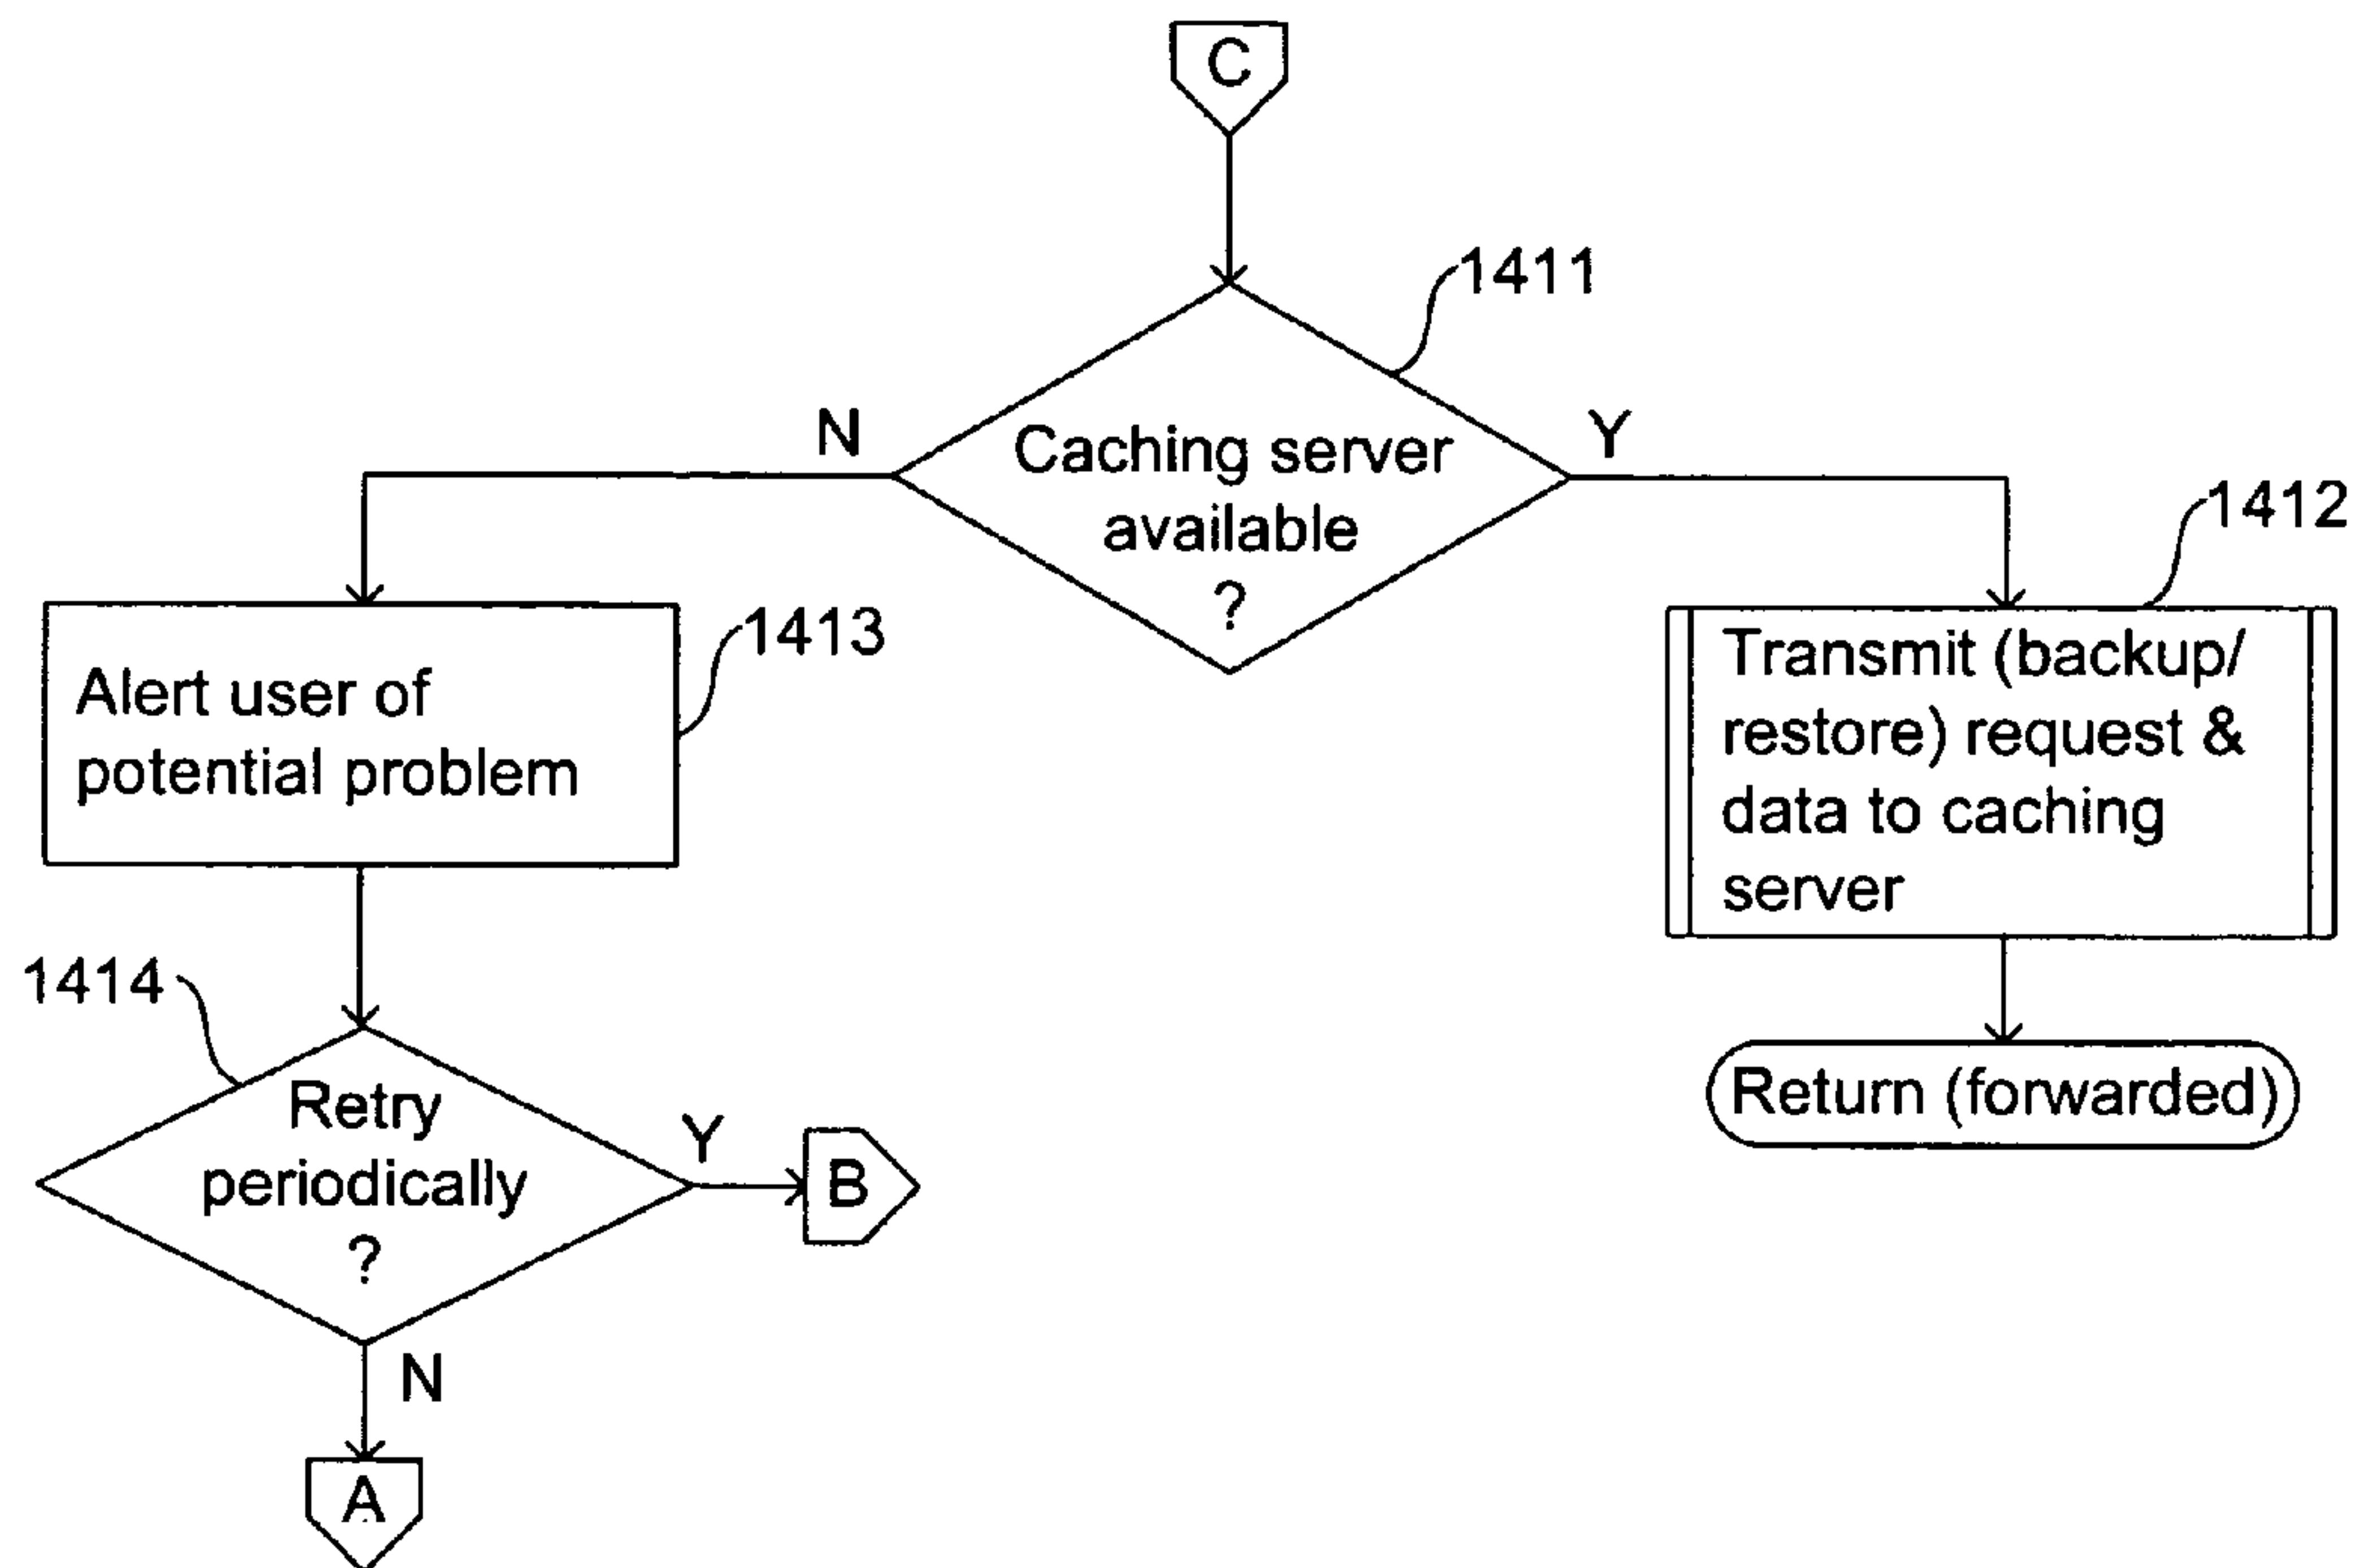 C
1411
N
Caching server
available
?
Y
1412
Alert user of
potential problem
1413
Transmit (backup/
restore) request &
data to caching
server
1414
Retry
periodically
?
Y
B
Return (forwarded)
N
A